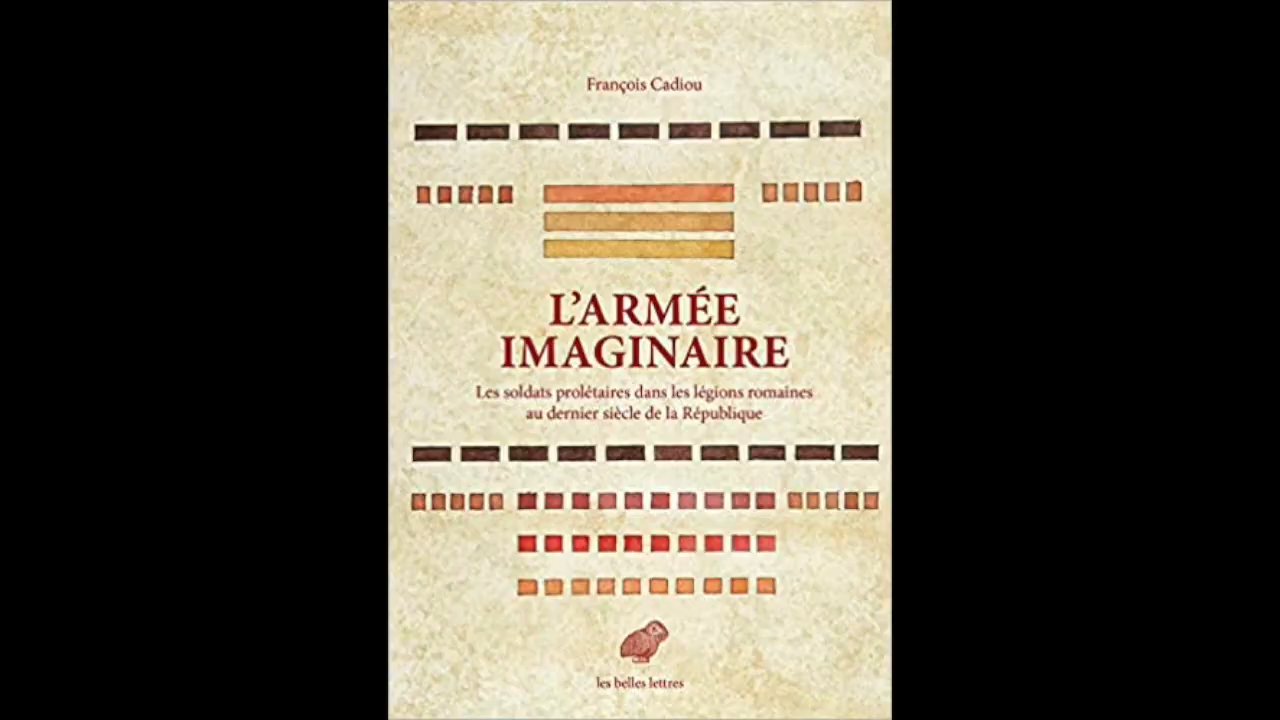 François Cadiou
L’ARMÉE
IMAGINAIRE
Les soldats prolétaires dans les légions romaines
au dernier siècle de la République
les belles lettres